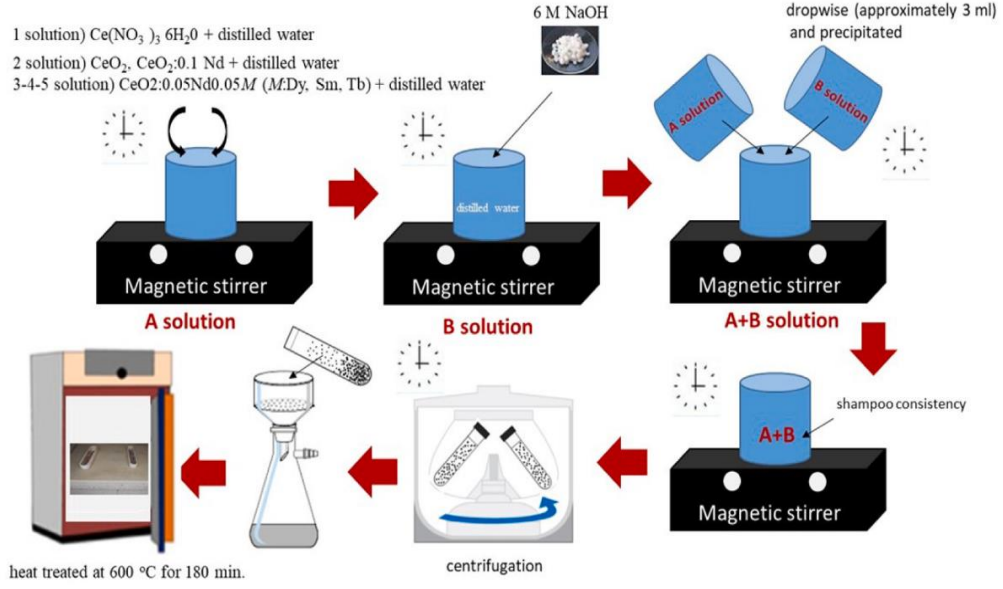 1 solution) Ce(NO3 )3 6H20 + distilled water
2 solution) CeO2, CeO2:0.1 Nd + distilled water
3-4-5 solution) CeO2:0.05Nd0.05M (M:Dy, Sm, Tb) + distilled water
6 M NaOH
dropwise (approximately 3 ml)
and precipitated
A solution
B solution
distilled water
Magnetic stirrer
Magnetic stirrer
Magnetic stirrer
A solution
B solution
A+B solution
shampoo consistency
A+B
Magnetic stirrer
centrifugation
heat treated at 600 °C for 180 min.